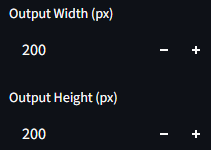 Output Width (px)
200 − +
Output Height (px)
200 − +